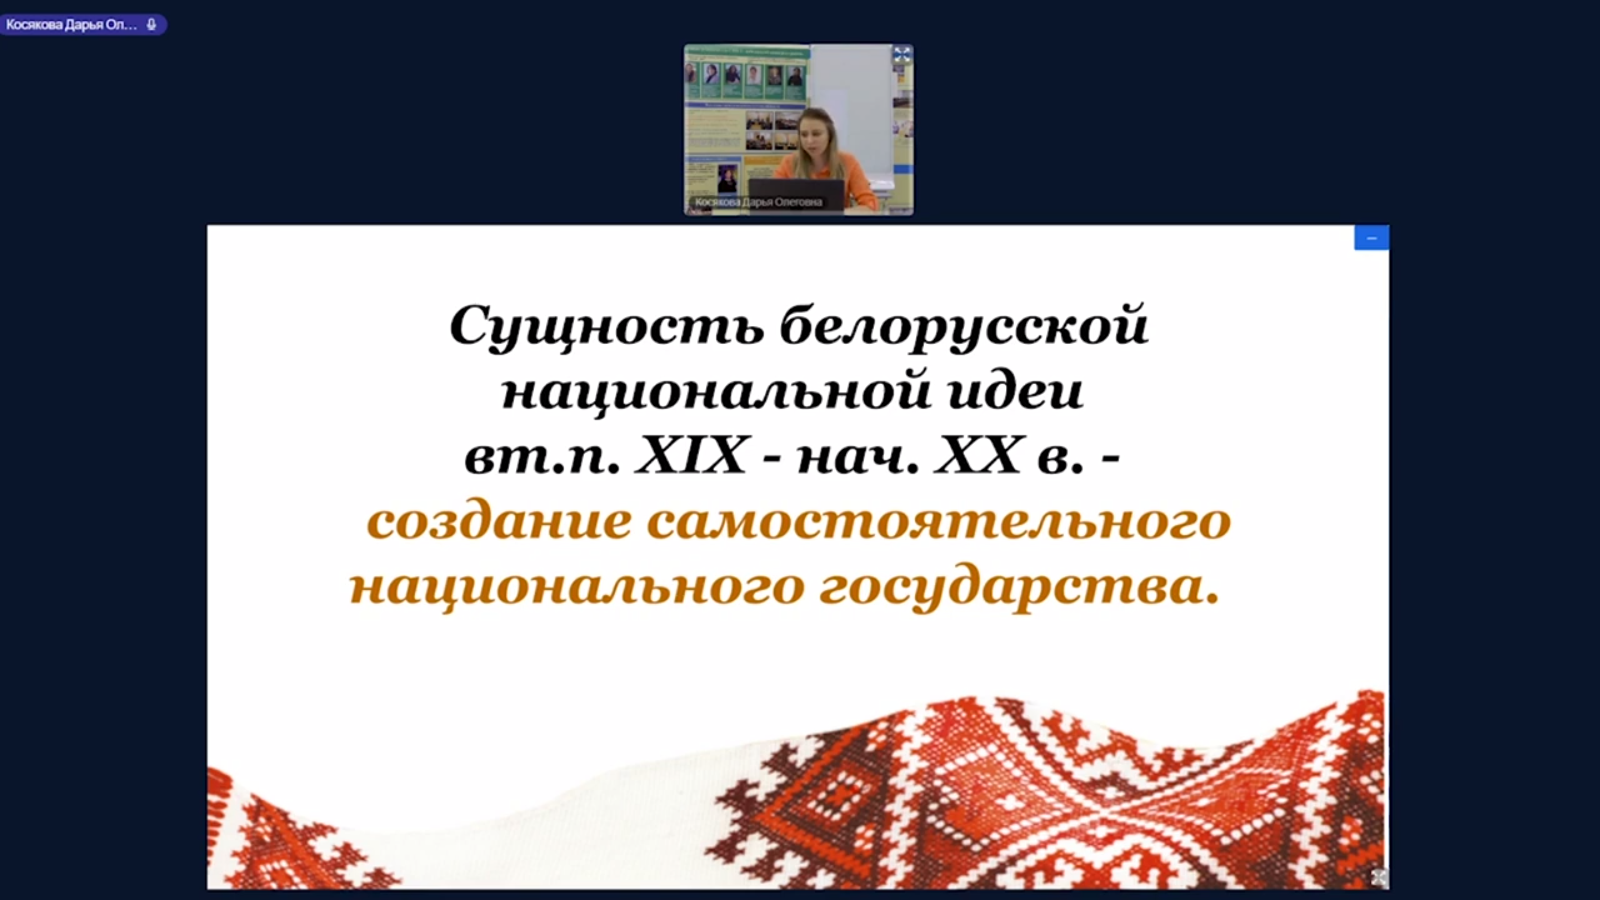 Косякова Дарья Ол...
Косякова Дарья Олеговна
Сущность белорусской
национальной идеи
вт.п. XIX - нач. XX в. -
создание самостоятельного
национального государства.